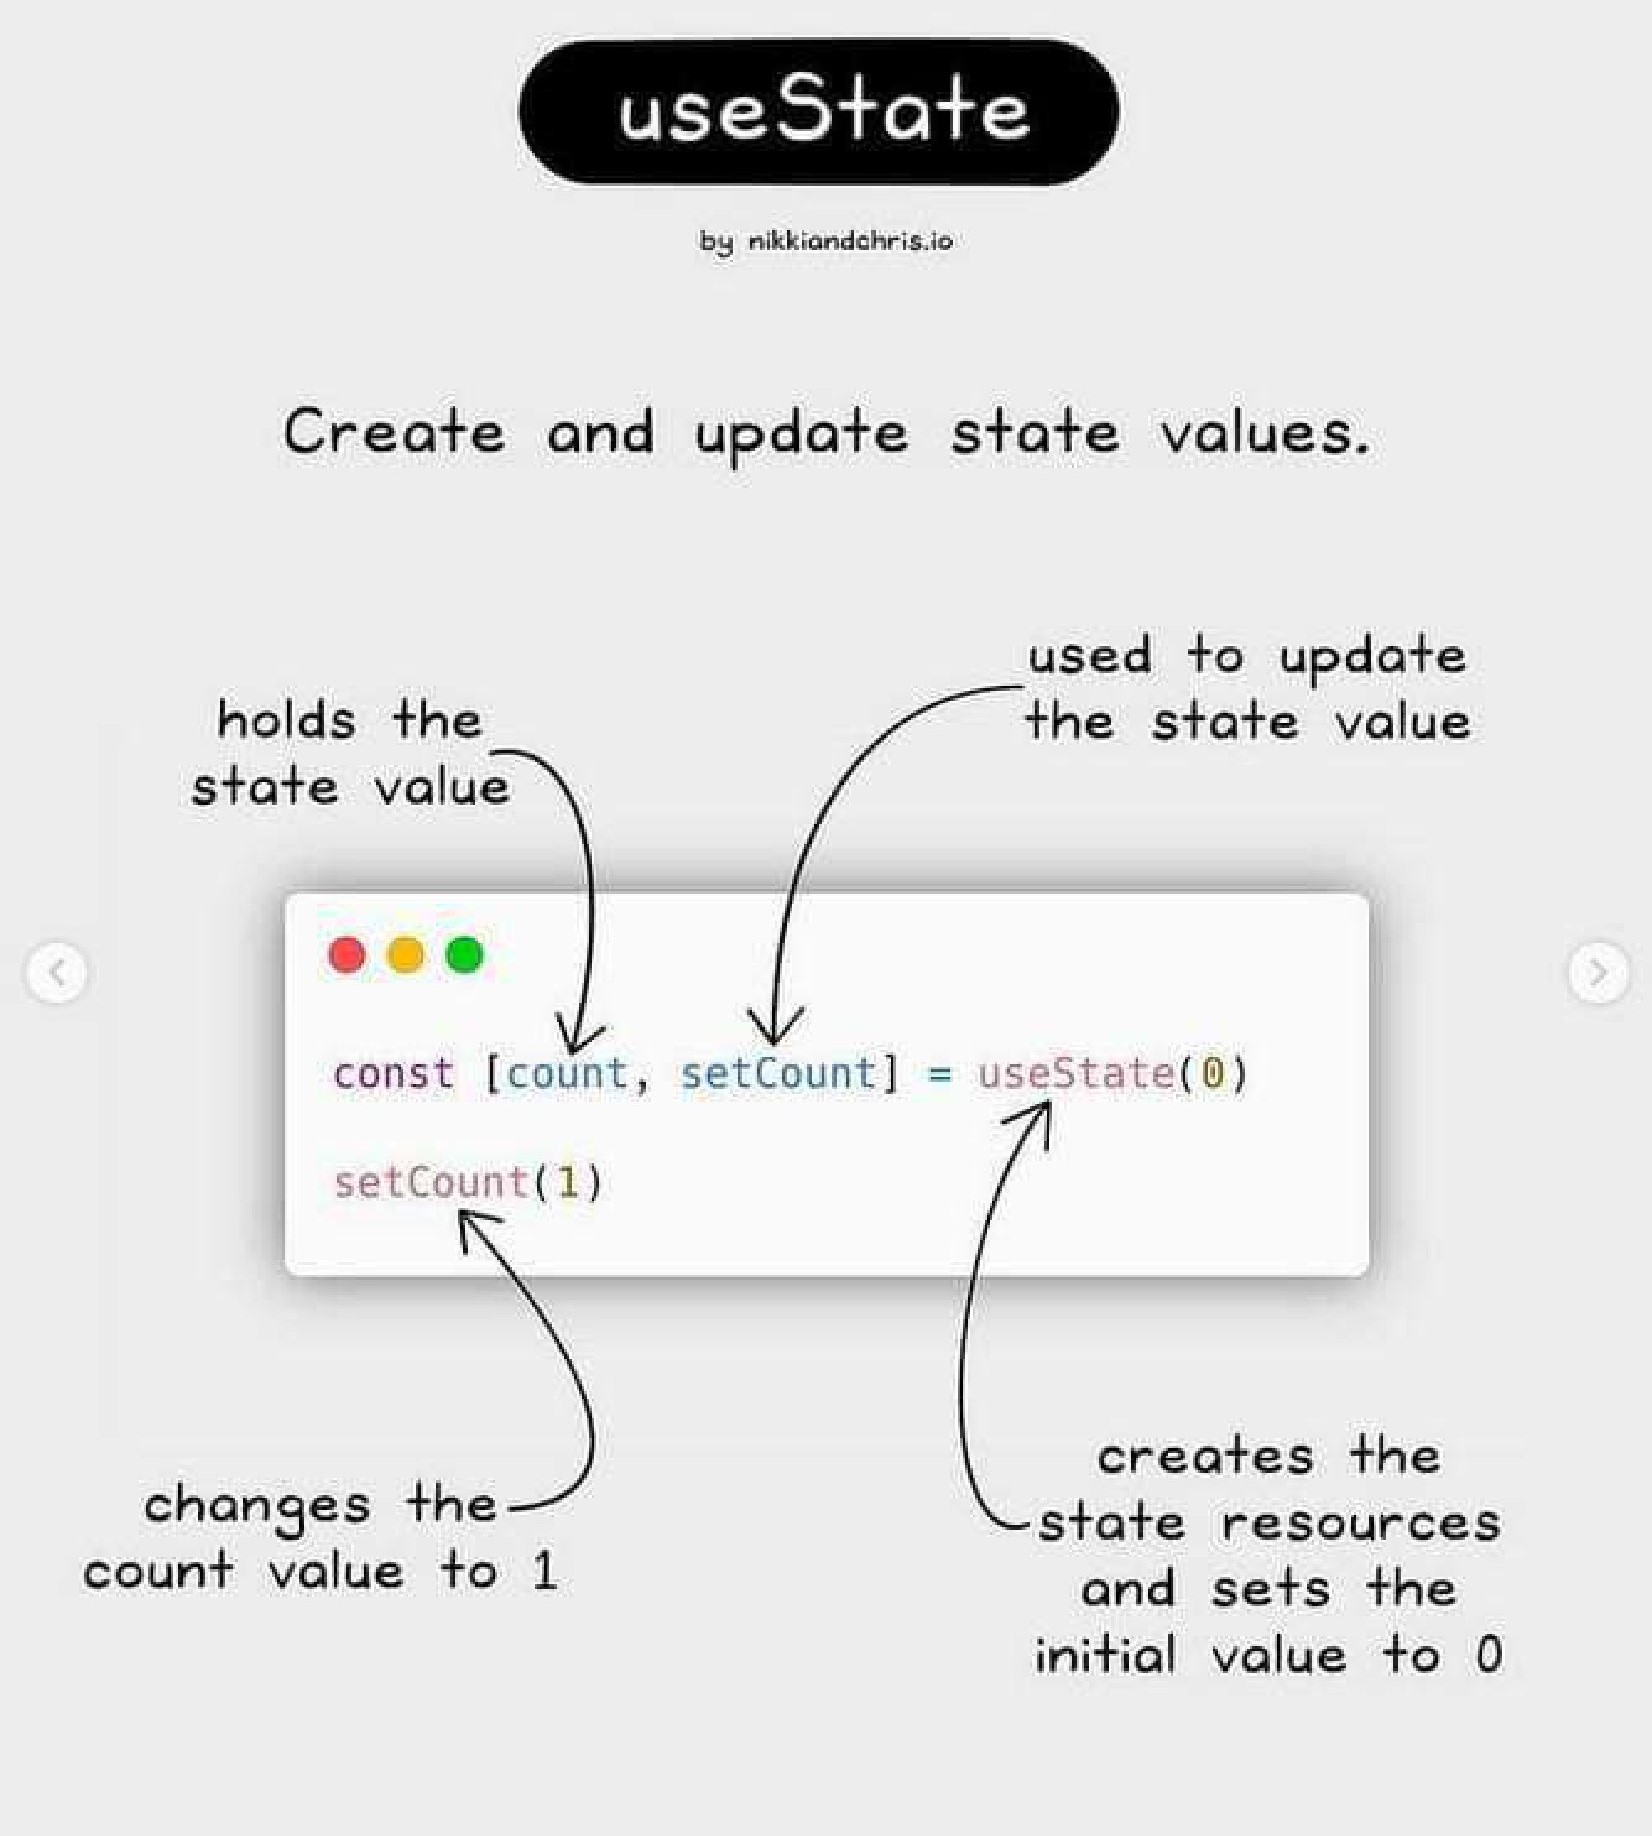 useState
by nikkiandchris.io
Create and update state values.
used to update
the state value
holds the
state value
const [count, setCount] = useState(0)
setCount(1)
changes the
count value to 1
creates the
state resources
and sets the
initial value to 0